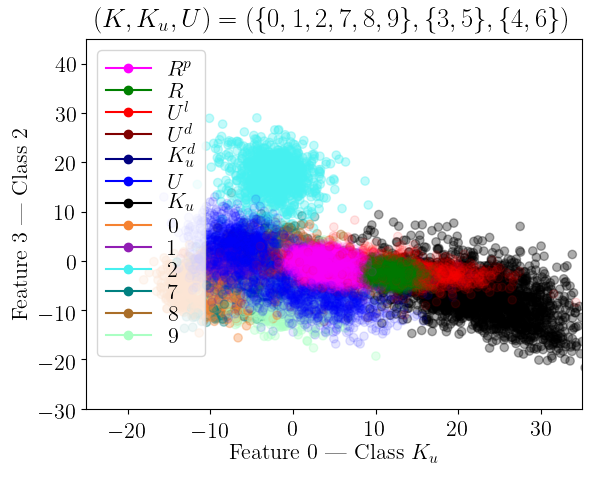 (K, K_u, U) = ({0, 1, 2, 7, 8, 9}, {3, 5}, {4, 6})
Feature 3 — Class 2
40
30
20
10
0
−10
−20
−30
R^p
R
U^l
U^d
K_u^d
U
K_u
0
1
2
7
8
9
−20 −10 0 10 20 30
Feature 0 — Class K_u